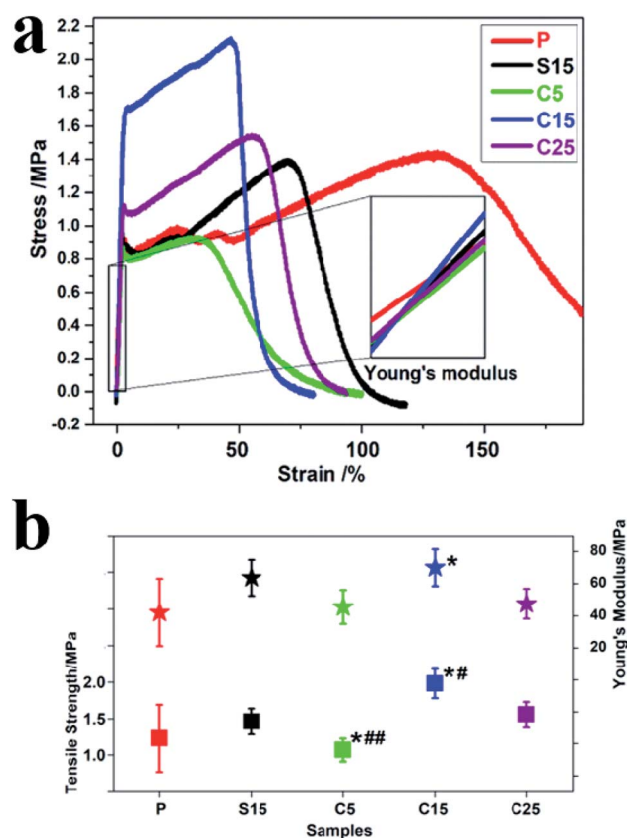 a
2.2
2.0
1.8
1.6
1.4
1.2
1.0
0.8
0.6
0.4
0.2
0.0
-0.2
Stress /MPa
P
S15
C5
C15
C25
Young's modulus
0
50
100
150
Strain /%
b
Tensile Strength/MPa
2.0
1.5
1.0
80
60
40
20
Young's Modulus/MPa
*
*#
*##
P
S15
C5
C15
C25
Samples